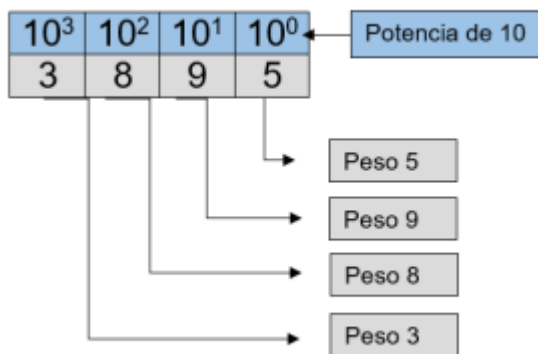 10³ 10² 10¹ 10⁰ Potencia de 10
3 8 9 5
Peso 5
Peso 9
Peso 8
Peso 3